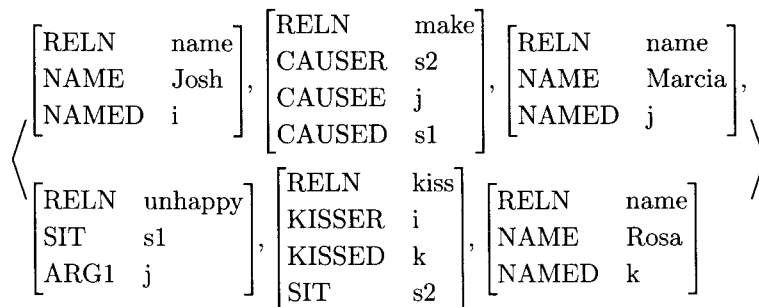 ⟨ [RELN name], [RELN make], [RELN name],
[NAME Josh] [CAUSER s2] [NAME Marcia]
[NAMED i] [CAUSEE j] [NAMED j]
[CAUSED s1]
[RELN unhappy], [RELN kiss], [RELN name] ⟩
[SIT s1] [KISSER i] [NAME Rosa]
[ARG1 j] [KISSED k] [NAMED k]
[SIT s2]